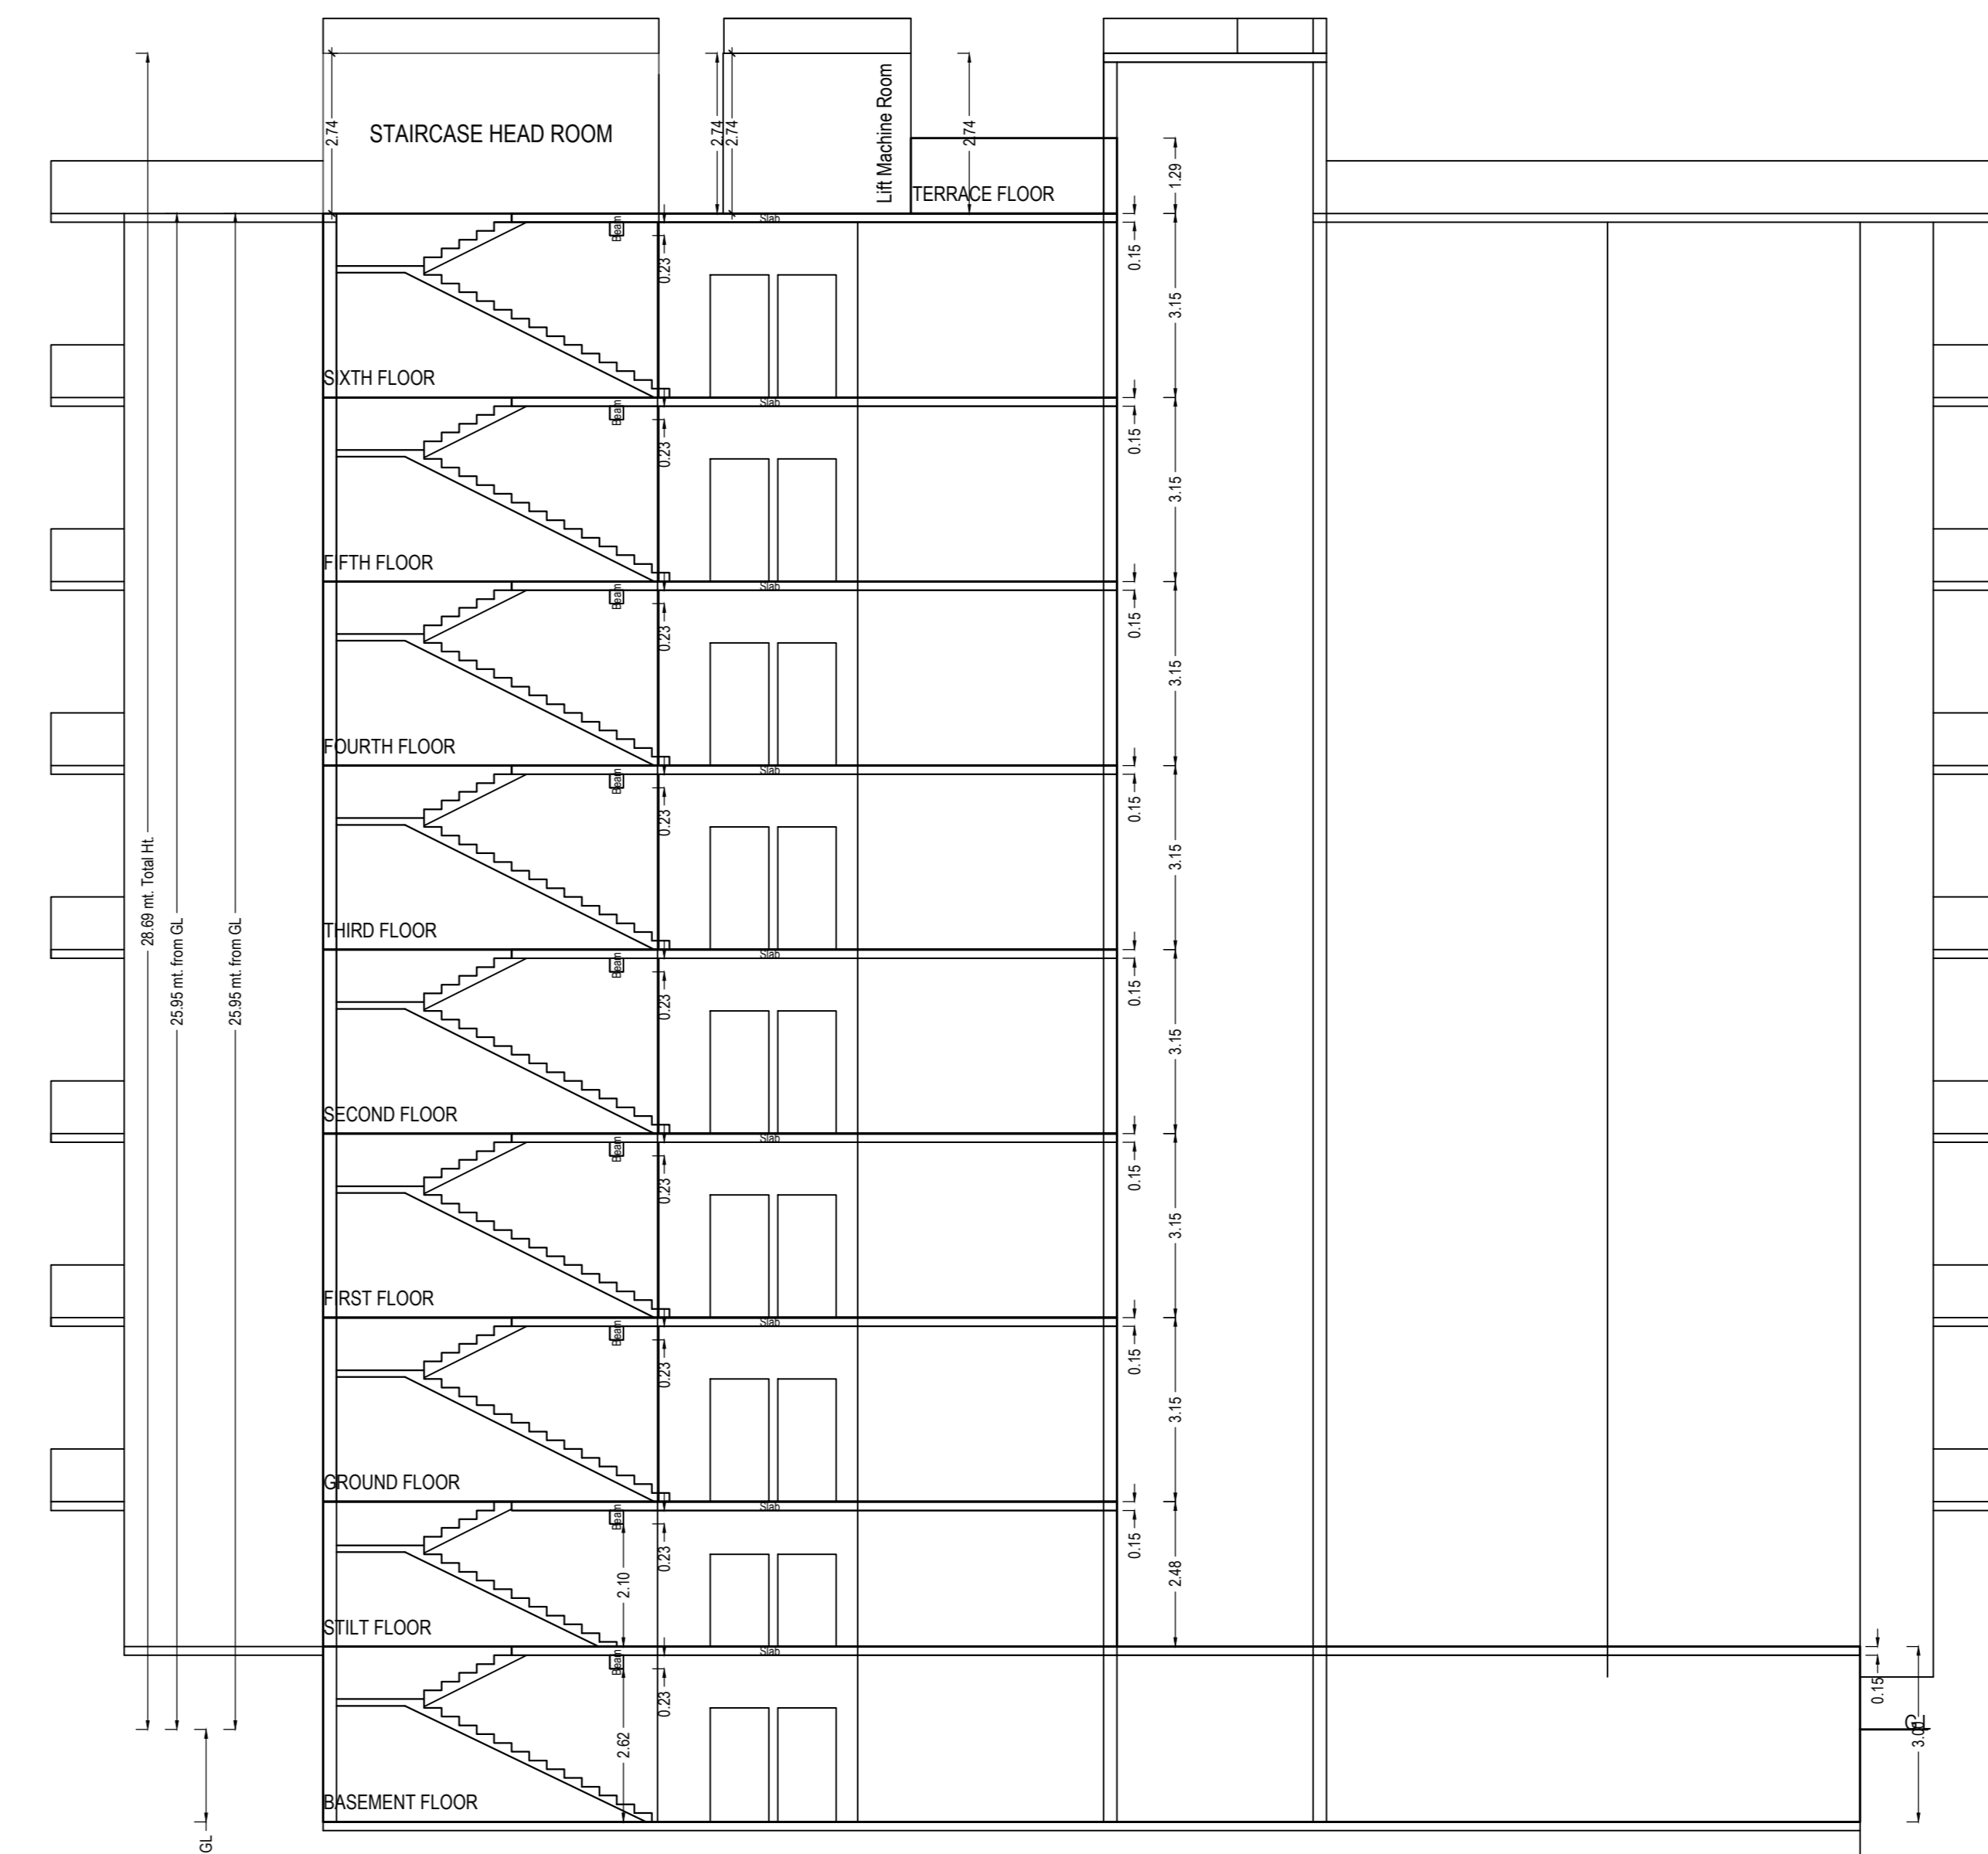 STAIRCASE HEAD ROOM
Lift Machine Room
TERRACE FLOOR
2.74
2.74
2.74
2.74
1.29
Slab
Beam
0.23
0.15
3.15
SIXTH FLOOR
Slab
Beam
0.23
0.15
3.15
FIFTH FLOOR
Slab
Beam
0.23
0.15
3.15
FOURTH FLOOR
Slab
Beam
0.23
0.15
3.15
THIRD FLOOR
28.69 mt. Total Ht.
25.95 mt. from GL
25.95 mt. from GL
Slab
Beam
0.23
0.15
3.15
SECOND FLOOR
Slab
Beam
0.23
0.15
3.15
FIRST FLOOR
Slab
Beam
0.23
0.15
3.15
GROUND FLOOR
Slab
Beam
0.23
0.15
2.10
2.48
STILT FLOOR
Slab
Beam
0.23
0.15
2.62
GL
3.00
BASEMENT FLOOR
GL